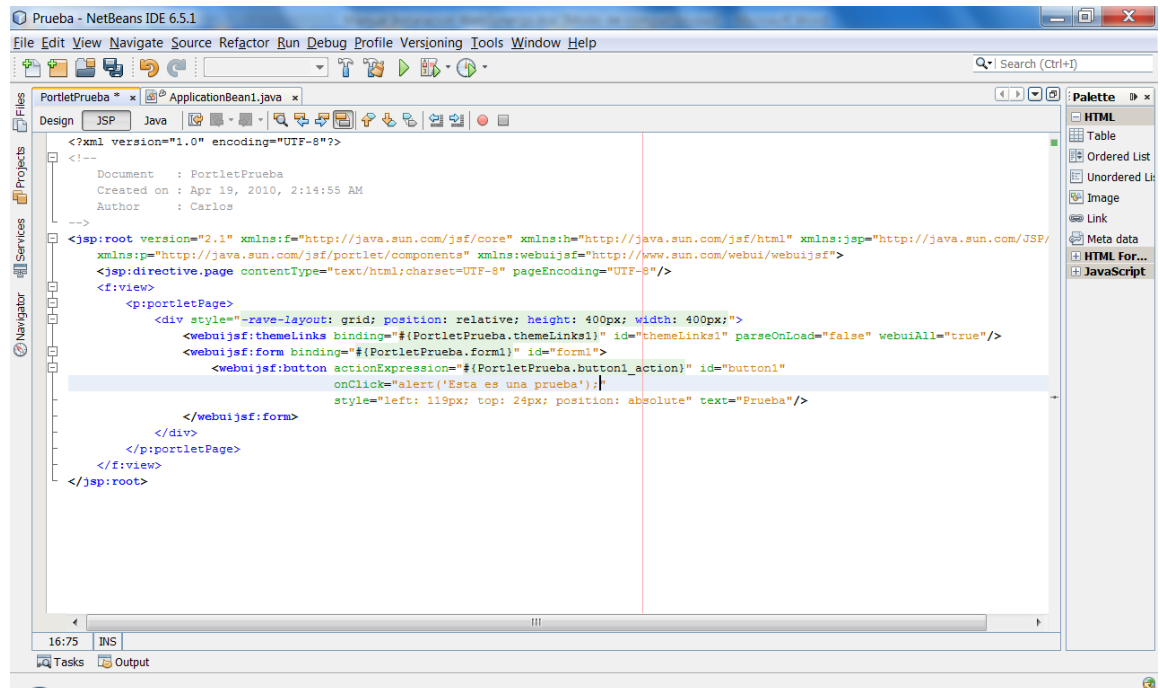 Prueba - NetBeans IDE 6.5.1
File Edit View Navigate Source Refactor Run Debug Profile Versioning Tools Window Help
Search (Ctrl+I)
PortletPrueba * x ApplicationBean1.java x
Palette x
Design JSP Java
Files
Projects
Services
Navigator
<?xml version="1.0" encoding="UTF-8"?>
<!--
Document : PortletPrueba
Created on : Apr 19, 2010, 2:14:55 AM
Author : Carlos
-->
<jsp:root version="2.1" xmlns:f="http://java.sun.com/jsf/core" xmlns:h="http://java.sun.com/jsf/html" xmlns:jsp="http://java.sun.com/JSP/
xmlns:p="http://java.sun.com/jsf/portlet/components" xmlns:webuijsf="http://www.sun.com/webui/webuijsf">
<jsp:directive.page contentType="text/html;charset=UTF-8" pageEncoding="UTF-8"/>
<f:view>
<p:portletPage>
<div style="-rave-layout: grid; position: relative; height: 400px; width: 400px;">
<webuijsf:themeLinks binding="#{PortletPrueba.themeLinks1}" id="themeLinks1" parseOnLoad="false" webuiAll="true"/>
<webuijsf:form binding="#{PortletPrueba.form1}" id="form1">
<webuijsf:button actionExpression="#{PortletPrueba.button1_action}" id="button1"
onClick="alert('Esta es una prueba');"
style="left: 119px; top: 24px; position: absolute" text="Prueba"/>
</webuijsf:form>
</div>
</p:portletPage>
</f:view>
</jsp:root>
HTML
Table
Ordered List
Unordered Li
Image
Link
Meta data
HTML For...
JavaScript
16:75 INS
Tasks Output